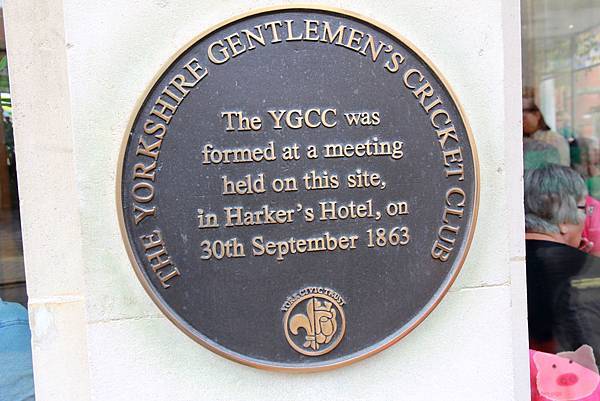 THE YORKSHIRE GENTLEMEN'S CRICKET CLUB
The YGCC was
formed at a meeting
held on this site,
in Harker's Hotel, on
30th September 1863
YORK CIVIC TRUST